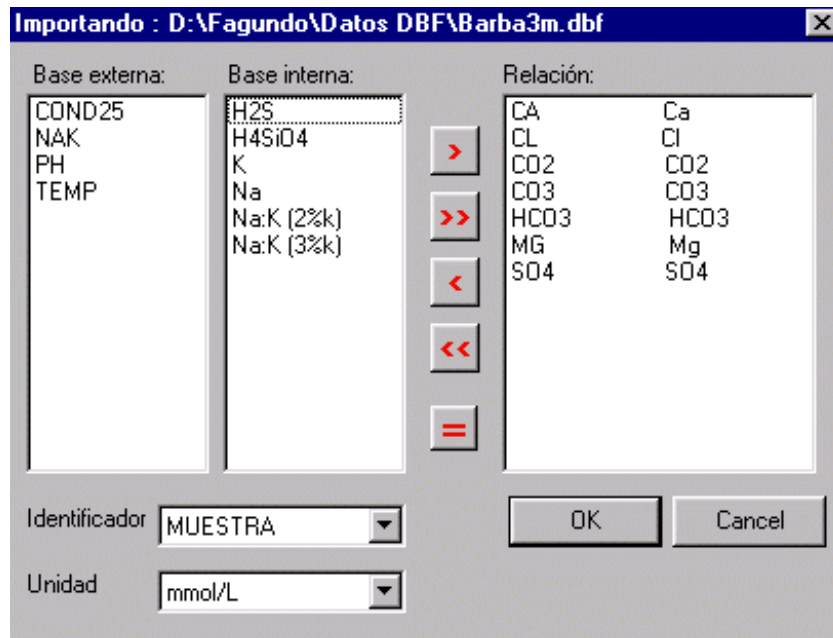 Importando : D:\Fagundo\Datos DBF\Barba3m.dbf
Base externa:
COND25
NAK
PH
TEMP
Base interna:
H2S
H4SiO4
K
Na
Na:K (2%k)
Na:K (3%k)
>
>>
<
<<
=
Relación:
CA Ca
CL Cl
CO2 CO2
CO3 CO3
HCO3 HCO3
MG Mg
SO4 SO4
Identificador MUESTRA
Unidad mmol/L
OK Cancel